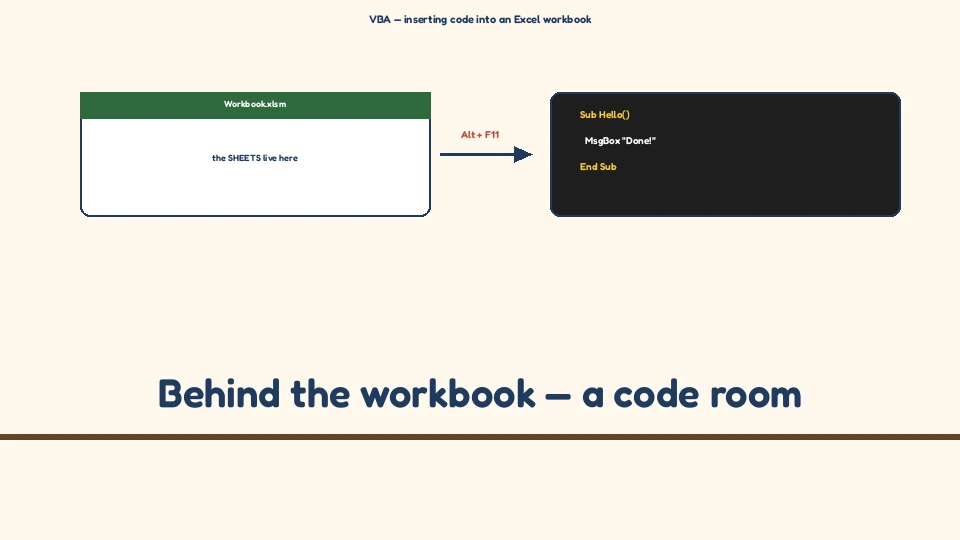 VBA — inserting code into an Excel workbook
Workbook.xlsm
the SHEETS live here
Alt + F11
Sub Hello()
MsgBox "Done!"
End Sub
Behind the workbook — a code room